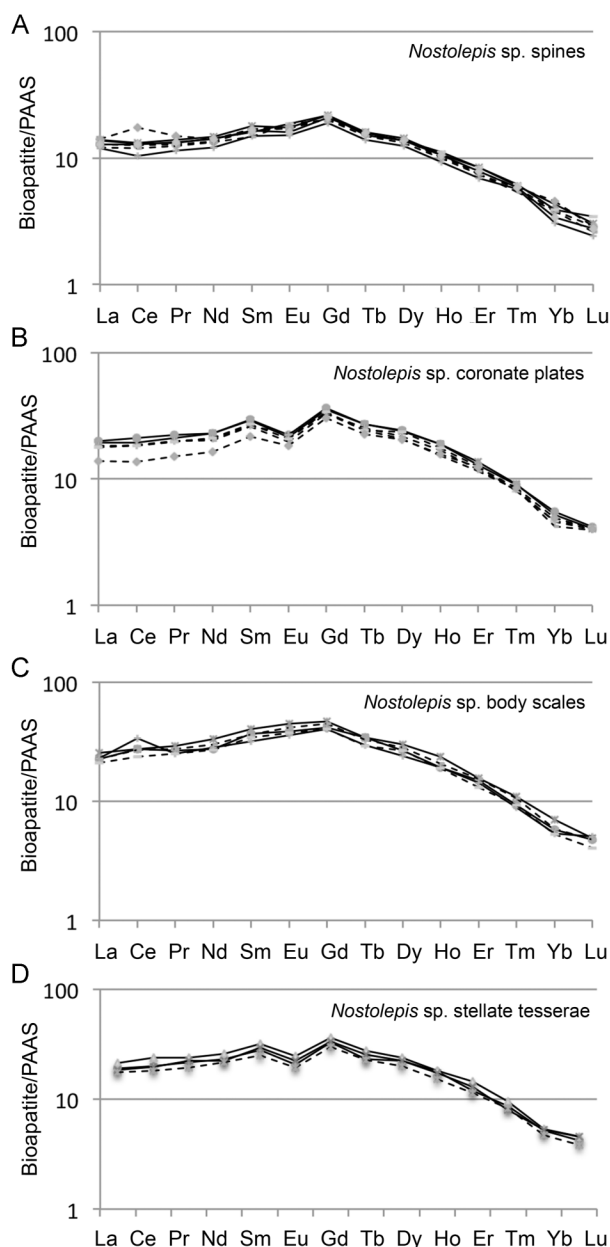 A
100
Nostolepis sp. spines
Bioapatite/PAAS
10
1
La Ce Pr Nd Sm Eu Gd Tb Dy Ho Er Tm Yb Lu
B
100
Nostolepis sp. coronate plates
Bioapatite/PAAS
10
1
La Ce Pr Nd Sm Eu Gd Tb Dy Ho Er Tm Yb Lu
C
100
Nostolepis sp. body scales
Bioapatite/PAAS
10
1
La Ce Pr Nd Sm Eu Gd Tb Dy Ho Er Tm Yb Lu
D
100
Nostolepis sp. stellate tesserae
Bioapatite/PAAS
10
1
La Ce Pr Nd Sm Eu Gd Tb Dy Ho Er Tm Yb Lu